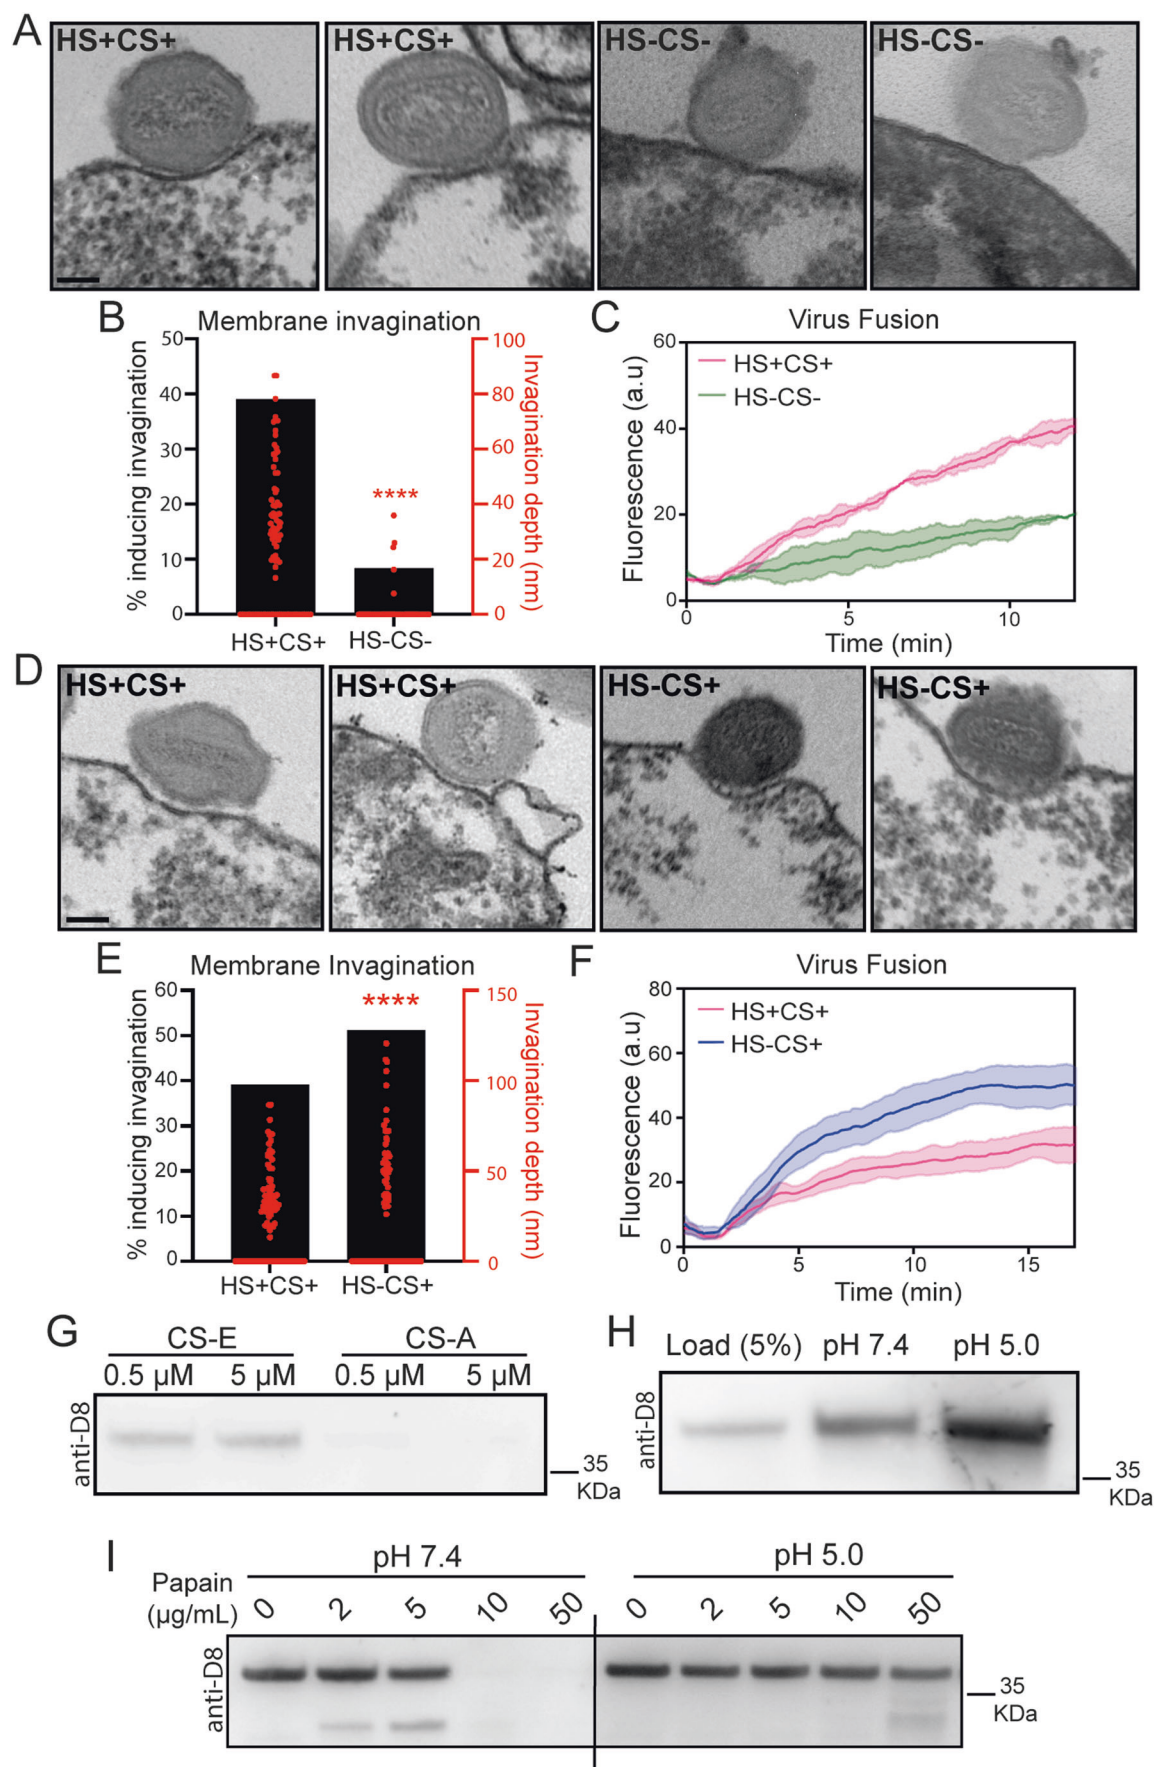 A
HS+CS+
HS+CS+
HS-CS-
HS-CS-
B
Membrane invagination
% inducing invagination
50
40
30
20
10
0
100
80
60
40
20
0
Invagination depth (nm)
****
HS+CS+
HS-CS-
C
Virus Fusion
Fluorescence (a.u)
60
40
20
0
HS+CS+
HS-CS-
0
5
10
Time (min)
D
HS+CS+
HS+CS+
HS-CS+
HS-CS+
E
Membrane Invagination
% inducing invagination
60
50
40
30
20
10
0
150
100
50
0
Invagination depth (nm)
****
HS+CS+
HS-CS+
F
Virus Fusion
Fluorescence (a.u)
80
60
40
20
0
HS+CS+
HS-CS+
0
5
10
15
Time (min)
G
CS-E
CS-A
0.5 µM
5 µM
0.5 µM
5 µM
anti-D8
35
KDa
H
Load (5%)
pH 7.4
pH 5.0
anti-D8
35
KDa
I
pH 7.4
pH 5.0
Papain
(µg/mL)
0
2
5
10
50
0
2
5
10
50
anti-D8
35
KDa